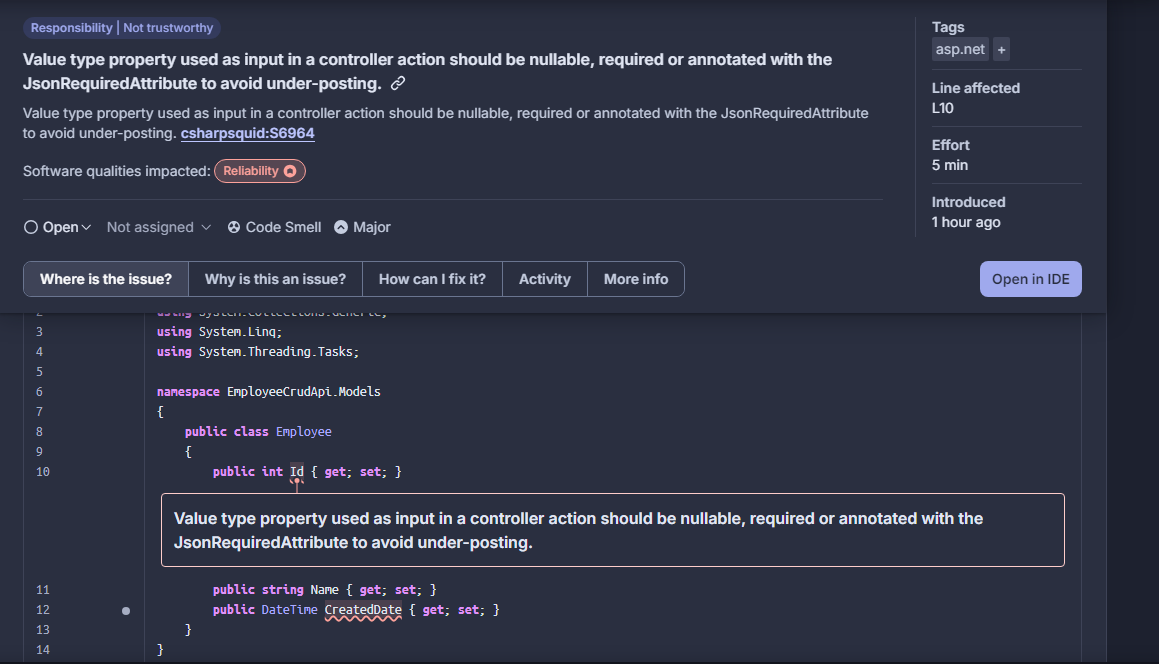 Responsibility | Not trustworthy
Value type property used as input in a controller action should be nullable, required or annotated with the
JsonRequiredAttribute to avoid under-posting.
Value type property used as input in a controller action should be nullable, required or annotated with the JsonRequiredAttribute
to avoid under-posting. csharpsquid:S6964
Software qualities impacted: Reliability
Open Not assigned Code Smell Major
Tags
asp.net +
Line affected
L10
Effort
5 min
Introduced
1 hour ago
Where is the issue? Why is this an issue? How can I fix it? Activity More info
Open in IDE
2 using System.Collections.Generic;
3 using System.Linq;
4 using System.Threading.Tasks;
5
6 namespace EmployeeCrudApi.Models
7 {
8 public class Employee
9 {
10 public int Id { get; set; }
Value type property used as input in a controller action should be nullable, required or annotated with the
JsonRequiredAttribute to avoid under-posting.
11 public string Name { get; set; }
12 public DateTime CreatedDate { get; set; }
13 }
14 }